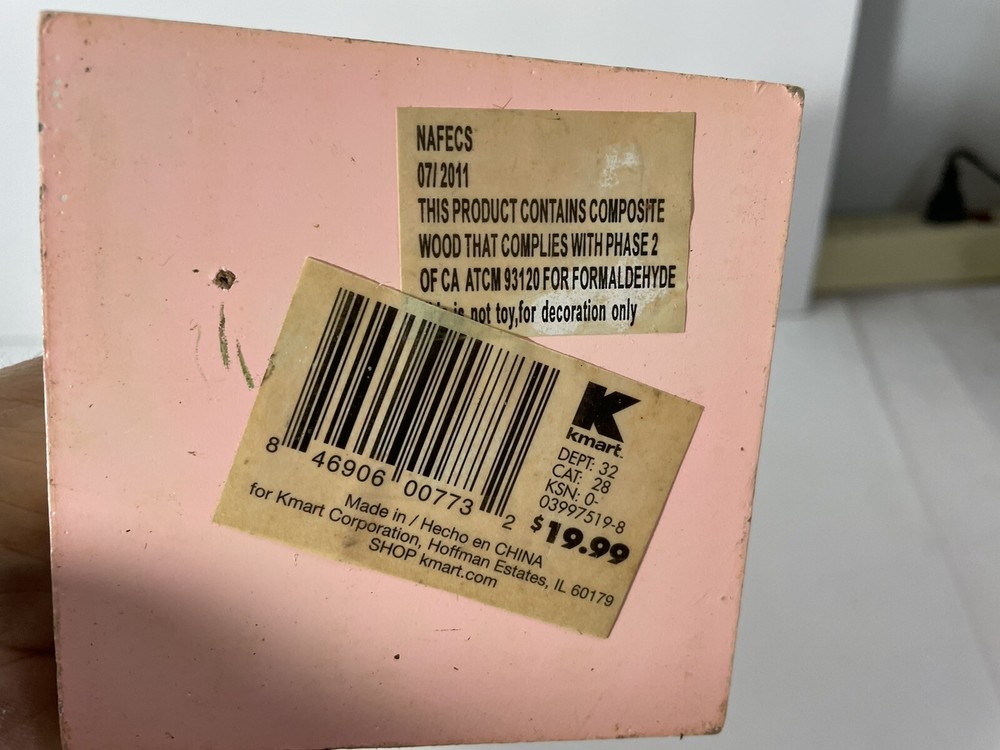 NAFECS
07/2011
THIS PRODUCT CONTAINS COMPOSITE
WOOD THAT COMPLIES WITH PHASE 2
OF CA ATCM 93120 FOR FORMALDEHYDE
is not toy,for decoration only
K
kmart.
DEPT: 32
CAT: 28
KSN: 0-
03997519-8
$19.99
8 46906 00773 2
Made in / Hecho en CHINA
for Kmart Corporation, Hoffman Estates, IL 60179
SHOP kmart.com